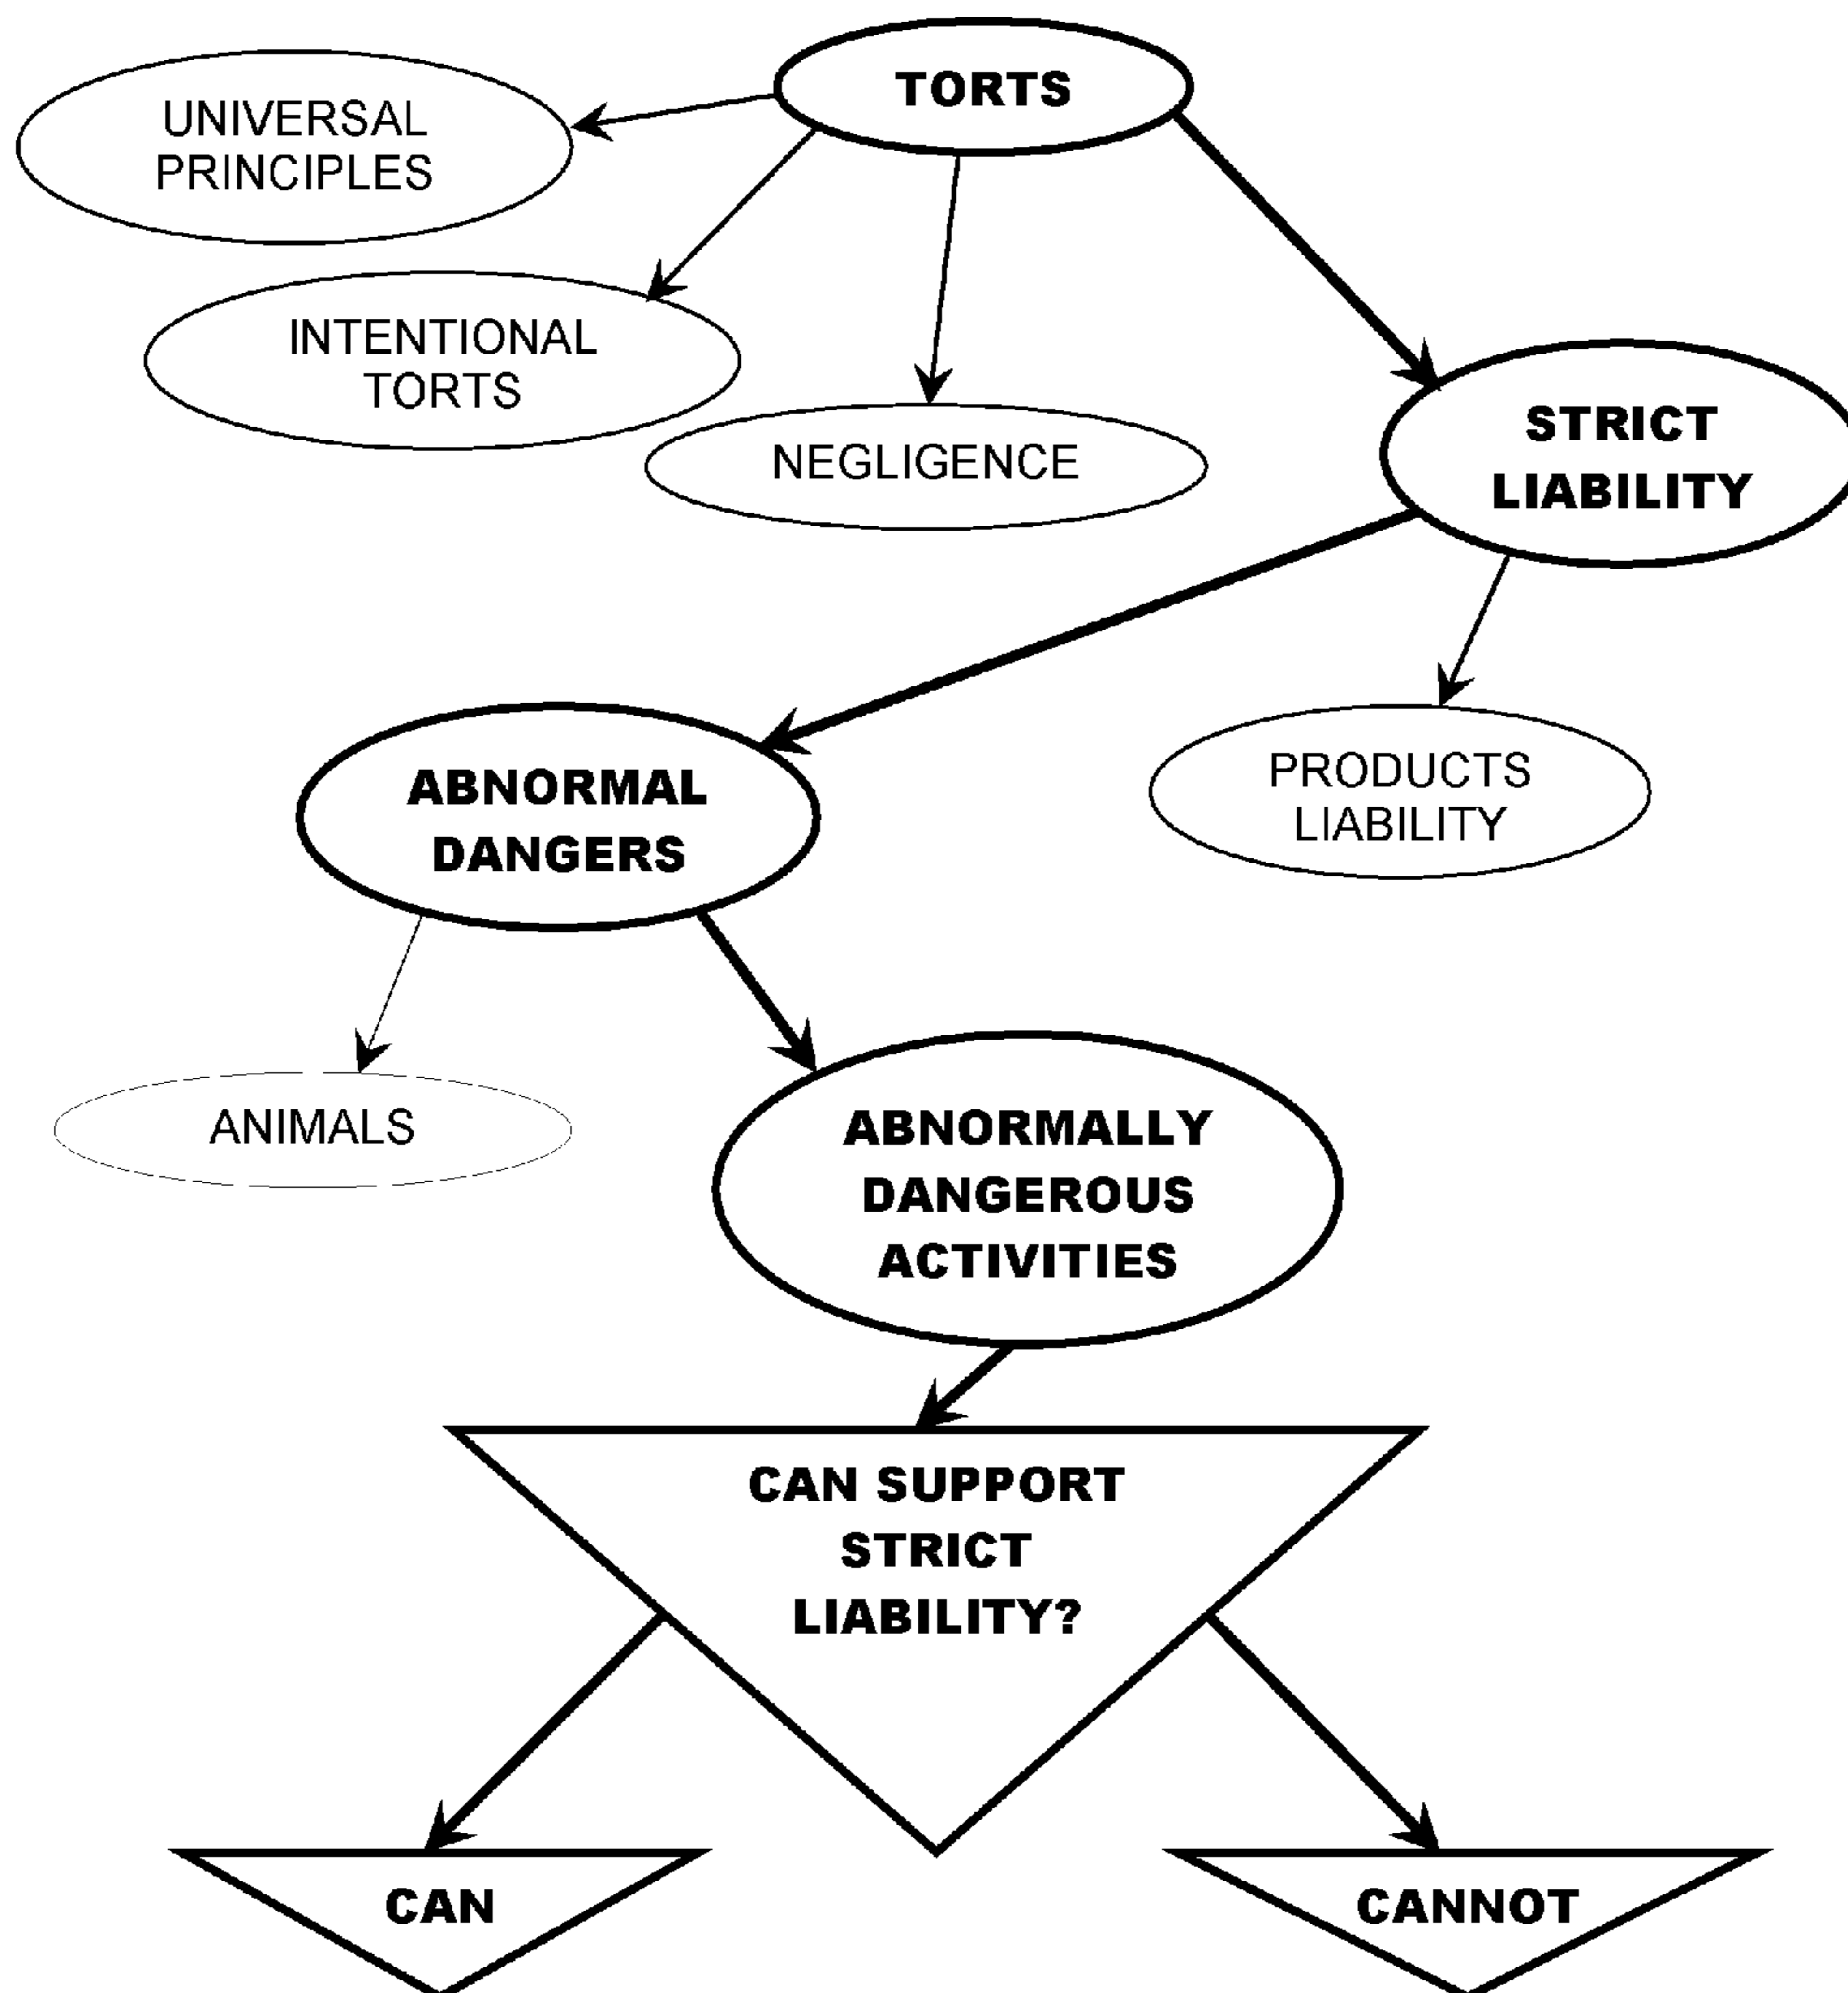 TORTS
UNIVERSAL
PRINCIPLES
INTENTIONAL
TORTS
NEGLIGENCE
STRICT
LIABILITY
ABNORMAL
DANGERS
PRODUCTS
LIABILITY
ANIMALS
ABNORMALLY
DANGEROUS
ACTIVITIES
CAN SUPPORT
STRICT
LIABILITY?
CAN
CANNOT